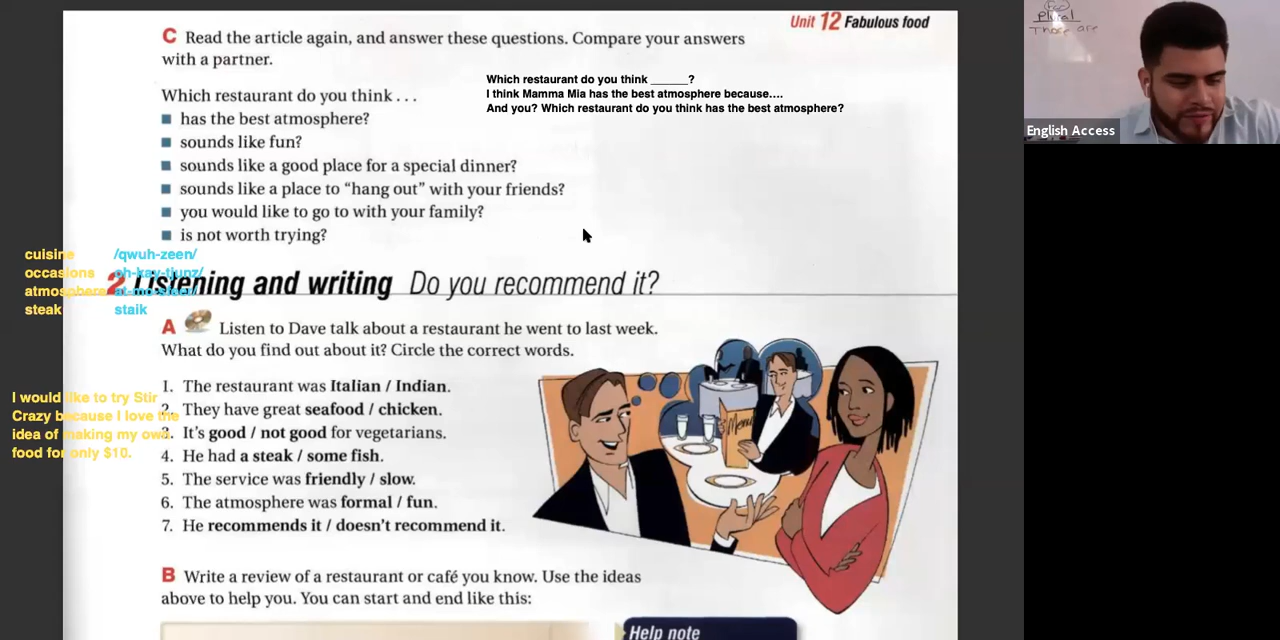 Unit 12 Fabulous food
C Read the article again, and answer these questions. Compare your answers
with a partner.
Which restaurant do you think ______?
I think Mamma Mia has the best atmosphere because....
And you? Which restaurant do you think has the best atmosphere?
Which restaurant do you think . . .
has the best atmosphere?
sounds like fun?
sounds like a good place for a special dinner?
sounds like a place to “hang out” with your friends?
you would like to go to with your family?
is not worth trying?
cuisine /qwuh-zeen/
occasions
atmosphere
steak staik
2 Listening and writing Do you recommend it?
A Listen to Dave talk about a restaurant he went to last week.
What do you find out about it? Circle the correct words.
1. The restaurant was Italian / Indian.
2. They have great seafood / chicken.
3. It’s good / not good for vegetarians.
4. He had a steak / some fish.
5. The service was friendly / slow.
6. The atmosphere was formal / fun.
7. He recommends it / doesn’t recommend it.
I would like to try Stir
Crazy because I love the
idea of making my own
food for only $10.
Menu
B Write a review of a restaurant or café you know. Use the ideas
above to help you. You can start and end like this:
Help note
Plural
Those are
English Access